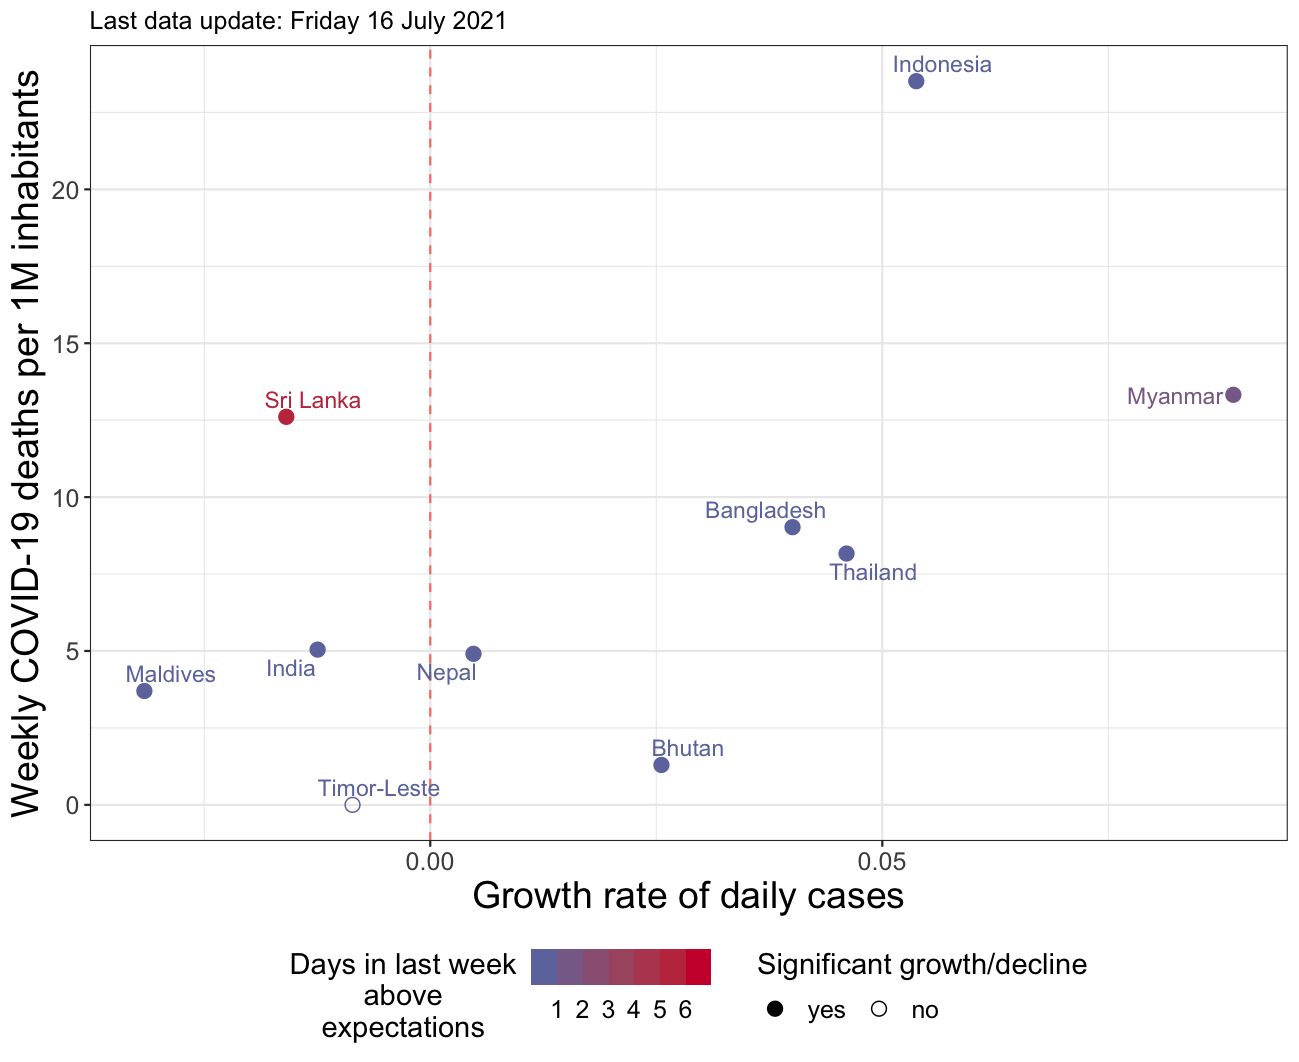 Last data update: Friday 16 July 2021
Weekly COVID-19 deaths per 1M inhabitants
20
15
10
5
0
Indonesia
Sri Lanka
Myanmar
Bangladesh
Thailand
Maldives
India
Nepal
Bhutan
Timor-Leste
0.00
0.05
Growth rate of daily cases
Days in last week
above
expectations
1 2 3 4 5 6
Significant growth/decline
yes
no